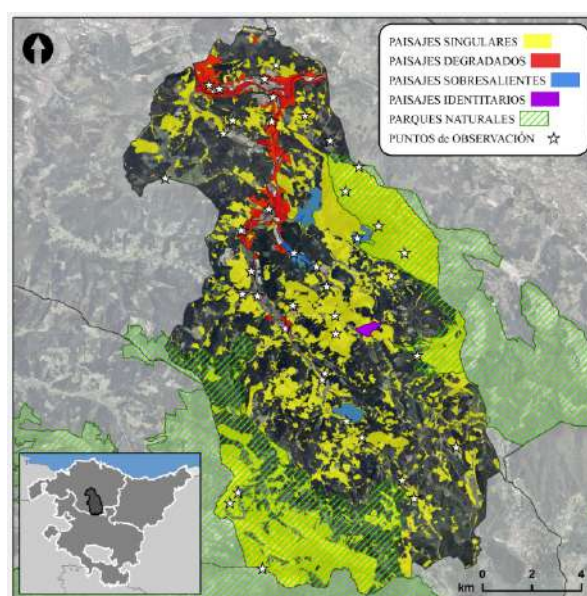 PAISAJES SINGULARES
PAISAJES DEGRADADOS
PAISAJES SOBRESALIENTES
PAISAJES IDENTITARIOS
PARQUES NATURALES
PUNTOS de OBSERVACIÓN
0 2 4
km